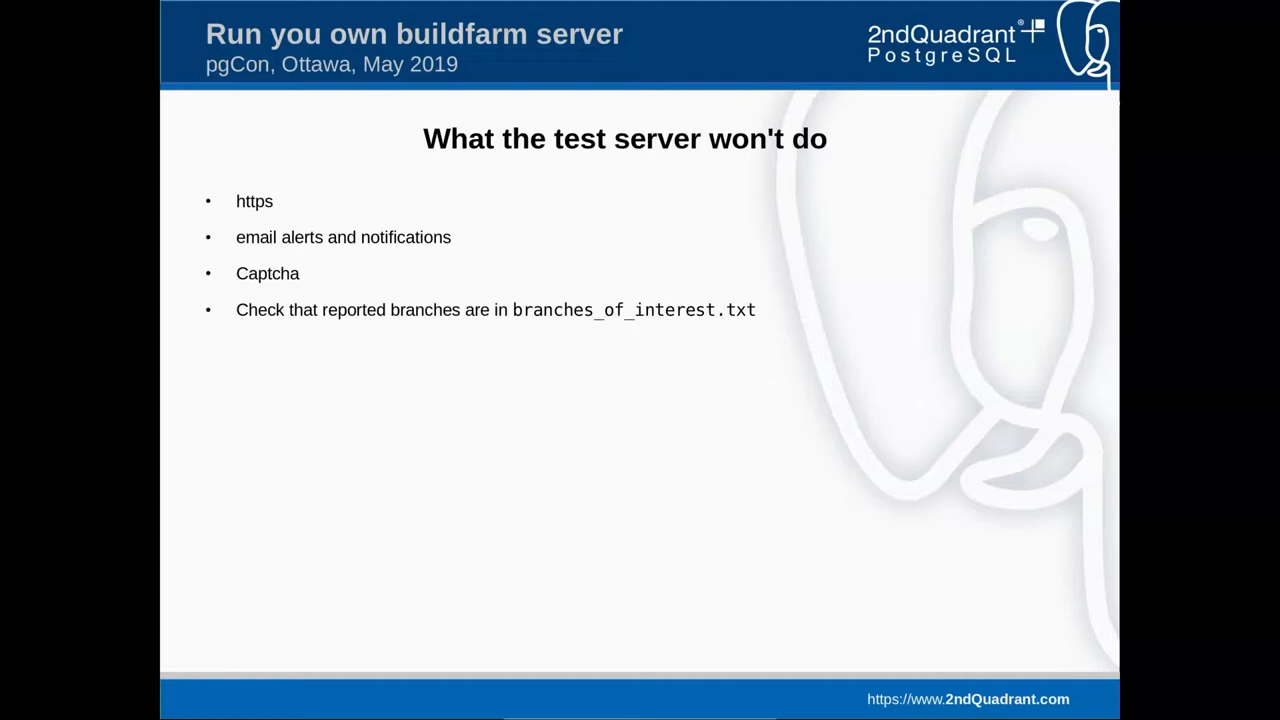 Run you own buildfarm server
pgCon, Ottawa, May 2019
2ndQuadrant®
PostgreSQL
What the test server won't do
• https
• email alerts and notifications
• Captcha
• Check that reported branches are in branches_of_interest.txt
https://www.2ndQuadrant.com